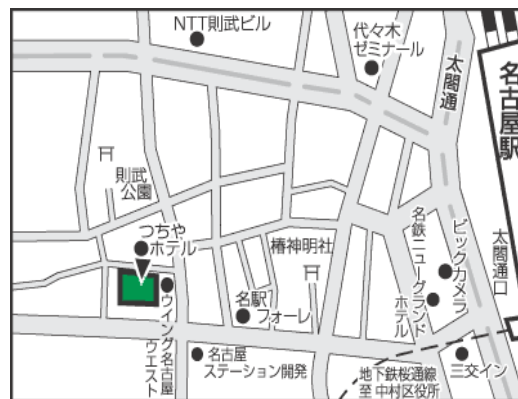 NTT則武ビル
代々木
ゼミナール
太閤通
名古屋駅
則武
公園
つちや
ホテル
椿神明社
名鉄ニューグランド
ホテル
ビックカメラ
太閤通口
ウイング名古屋
ウエスト
名駅
フォーレ
名古屋
ステーション開発
三交イン
地下鉄桜通線
至 中村区役所